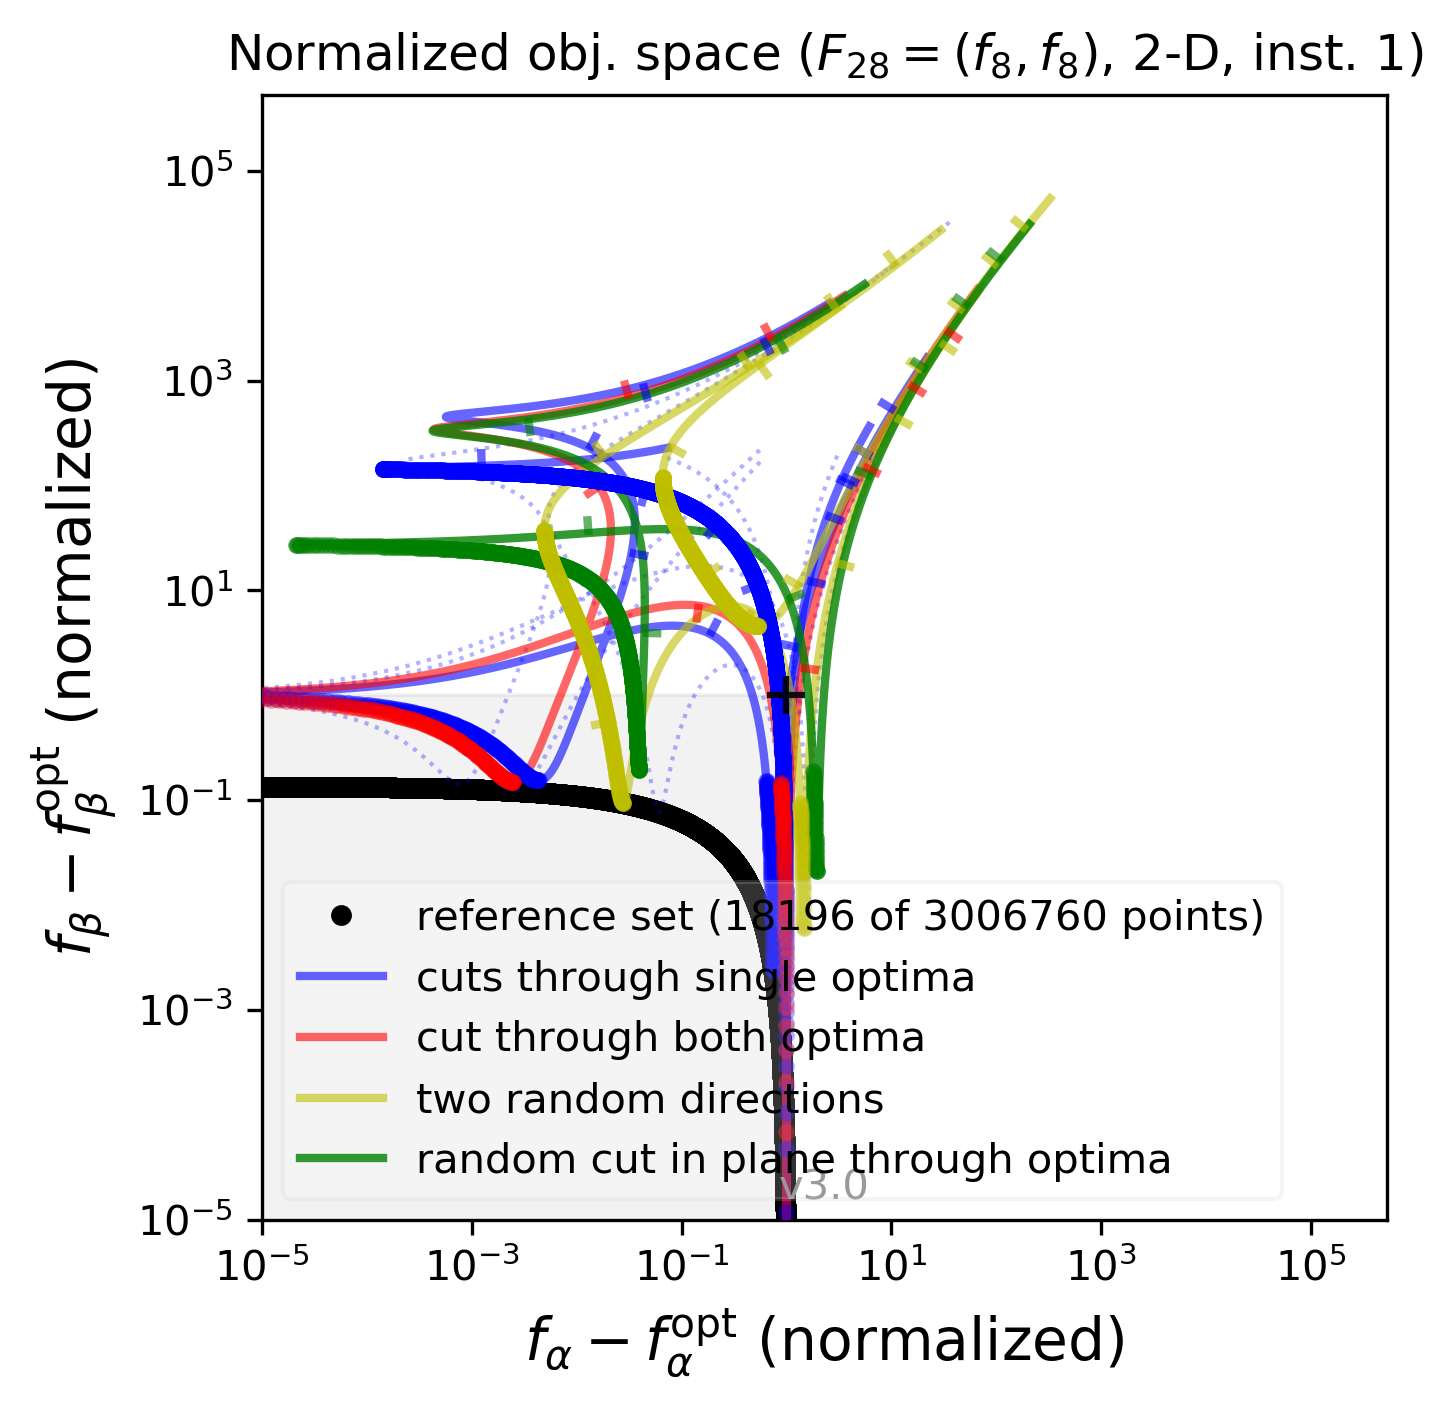 Normalized obj. space (F₂₈ = (f₈, f₈), 2-D, inst. 1)
f_β − f_β^opt (normalized)
10⁵
10³
10¹
10⁻¹
10⁻³
10⁻⁵
reference set (18196 of 3006760 points)
cuts through single optima
cut through both optima
two random directions
random cut in plane through optima
v3.0
10⁻⁵ 10⁻³ 10⁻¹ 10¹ 10³ 10⁵
f_α − f_α^opt (normalized)